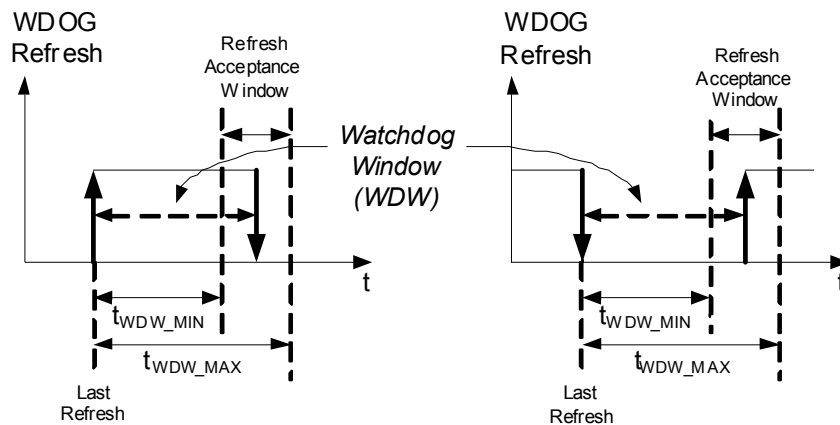 WDOG
Refresh
Refresh
Acceptance
Window
t
tWDW_MIN
tWDW_MAX
Last
Refresh
Watchdog
Window
(WDW)
WDOG
Refresh
Refresh
Acceptance
Window
t
tWDW_MIN
tWDW_MAX
Last
Refresh